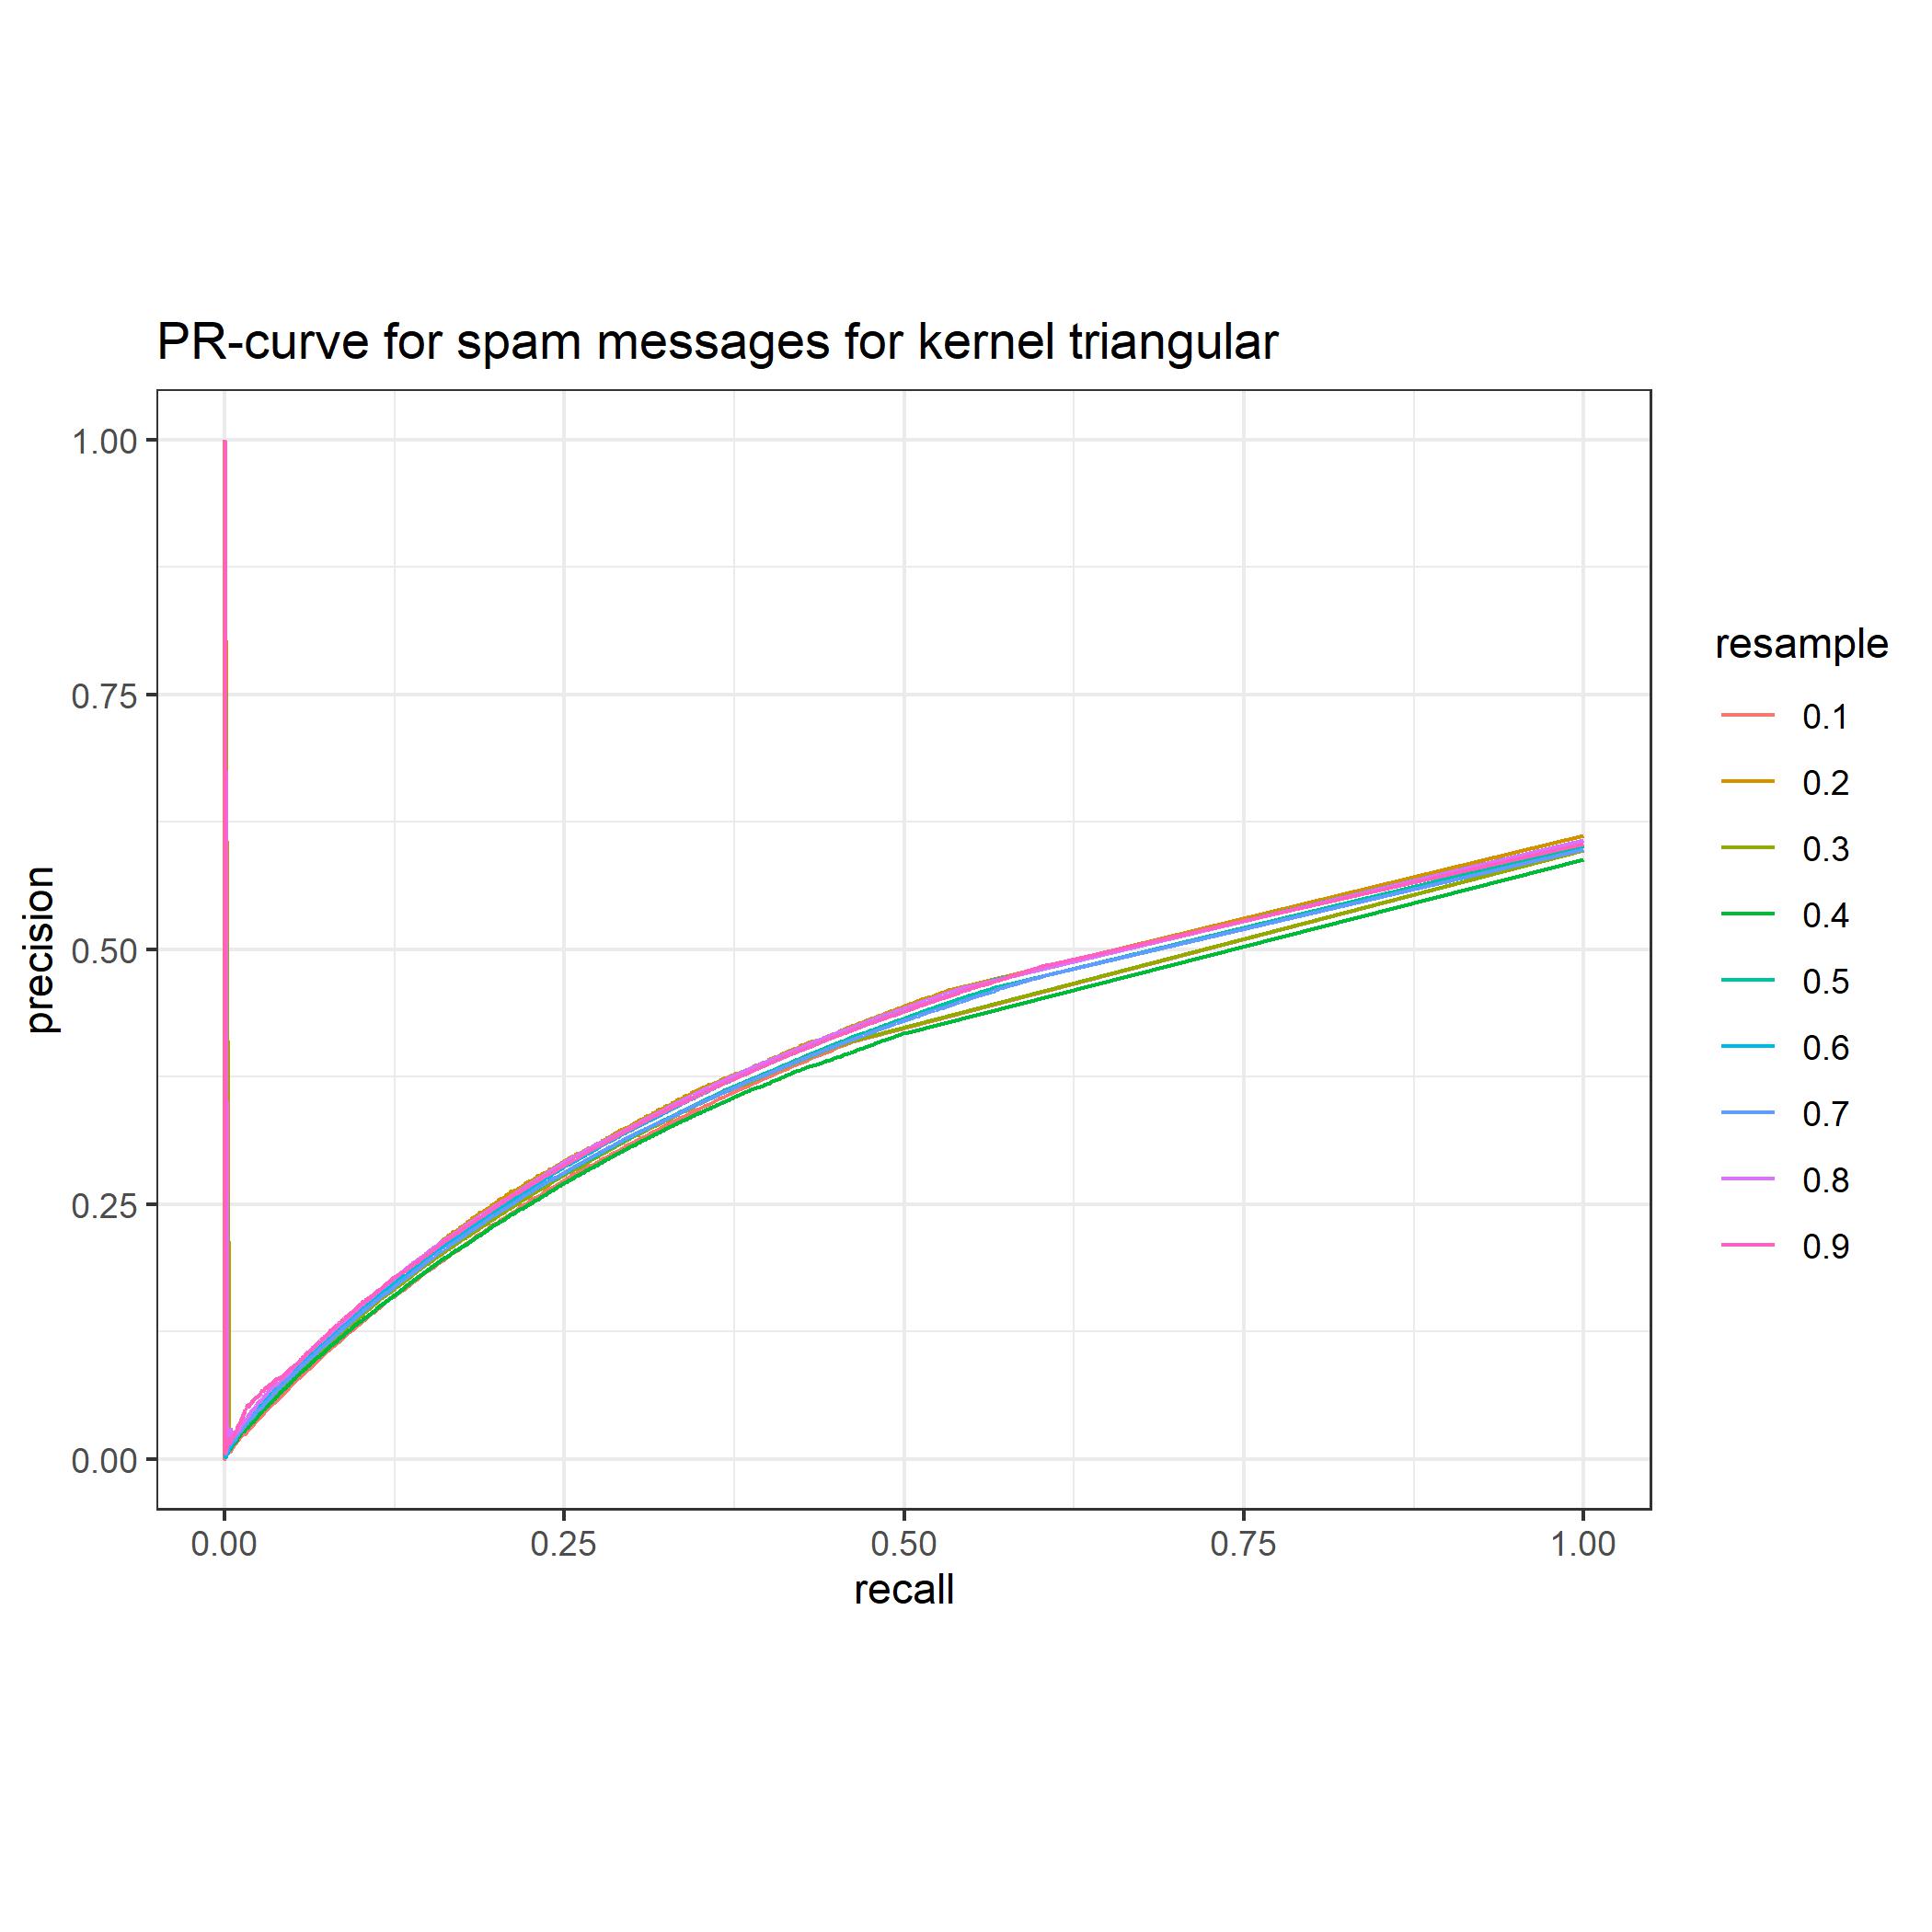 PR-curve for spam messages for kernel triangular
1.00
0.75
0.50
0.25
0.00
precision
0.00 0.25 0.50 0.75 1.00
recall
resample
0.1
0.2
0.3
0.4
0.5
0.6
0.7
0.8
0.9